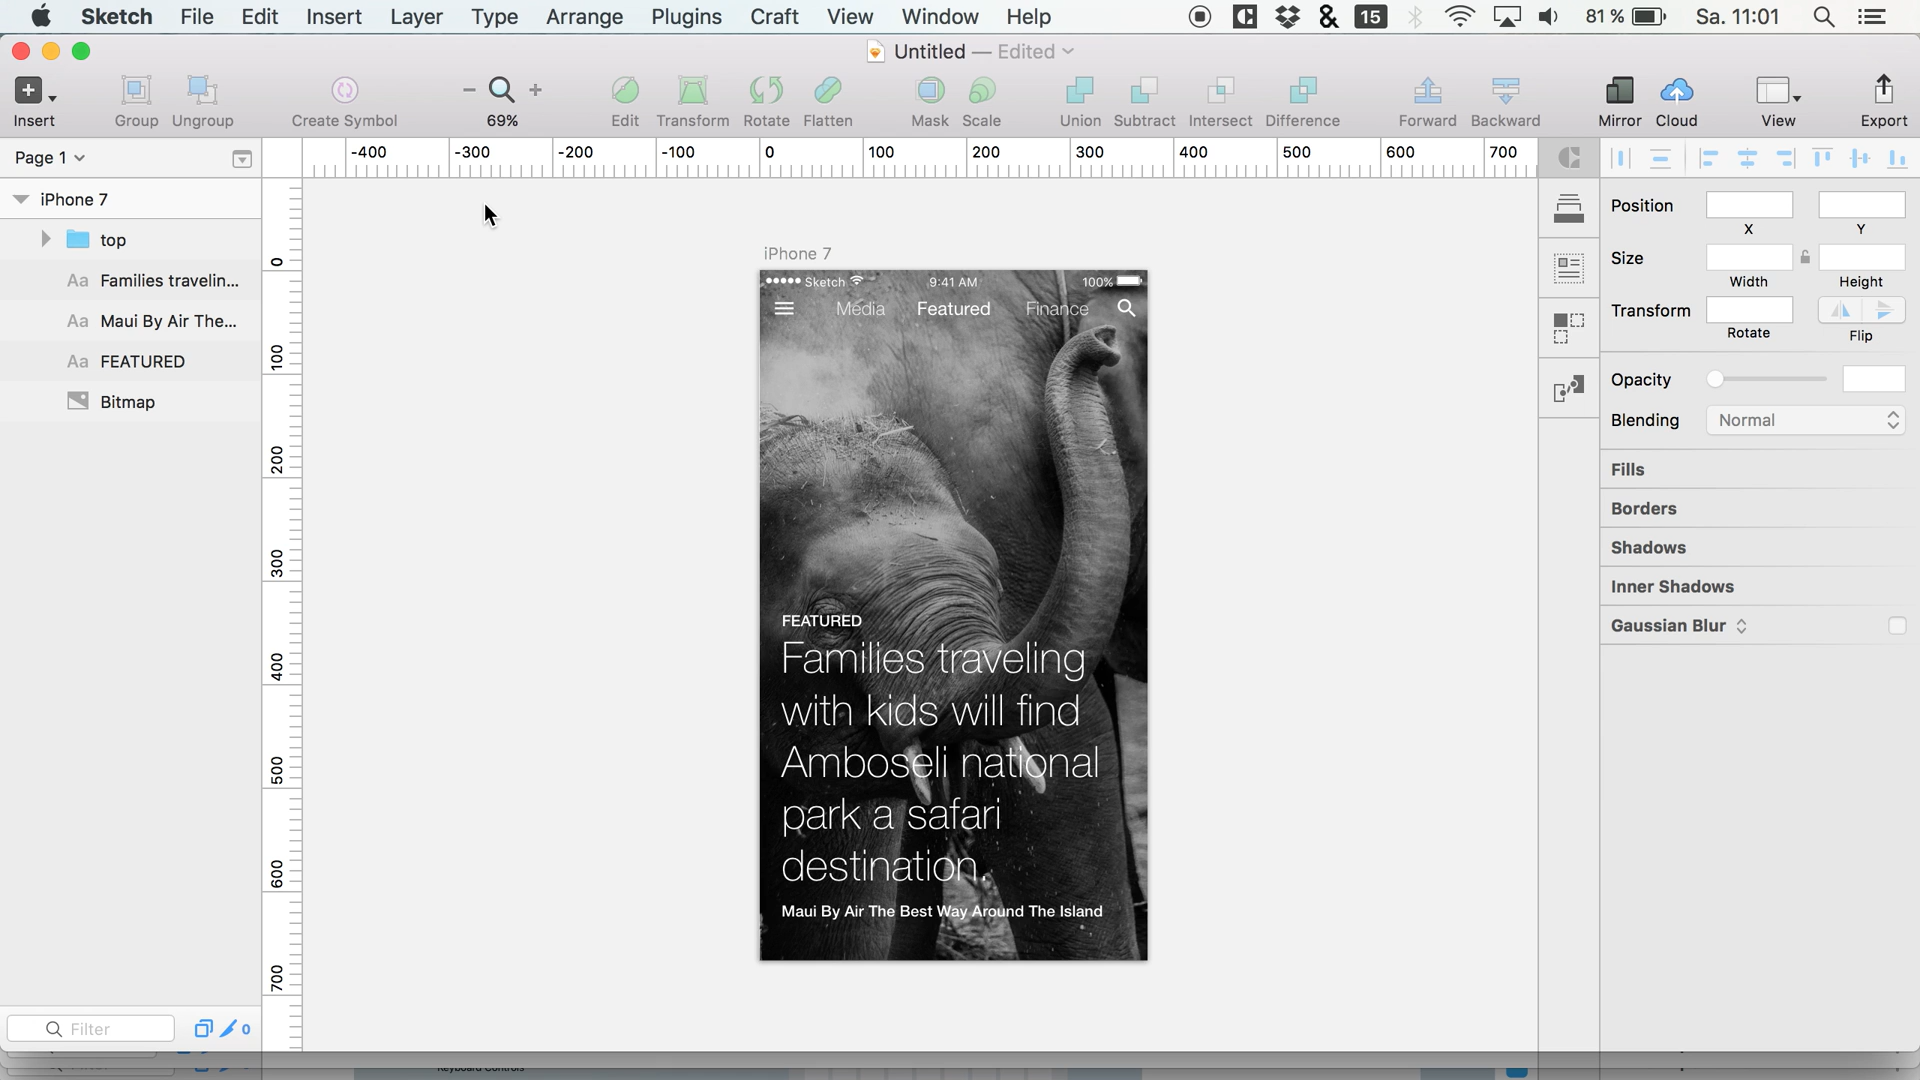 Sketch File Edit Insert Layer Type Arrange Plugins Craft View Window Help 15 81 % Sa. 11:01
Untitled — Edited
Insert Group Ungroup Create Symbol 69% Edit Transform Rotate Flatten Mask Scale Union Subtract Intersect Difference Forward Backward Mirror Cloud View Export
Page 1
-400 -300 -200 -100 0 100 200 300 400 500 600 700
iPhone 7
top
Aa Families travelin...
Aa Maui By Air The...
Aa FEATURED
Bitmap
Filter
0
0
100
200
300
400
500
600
700
iPhone 7
Sketch 9:41 AM 100%
Media Featured Finance
FEATURED
Families traveling
with kids will find
Amboseli national
park a safari
destination.
Maui By Air The Best Way Around The Island
Position
X Y
Size
Width Height
Transform
Rotate Flip
Opacity
Blending Normal
Fills
Borders
Shadows
Inner Shadows
Gaussian Blur
Keyboard Controls